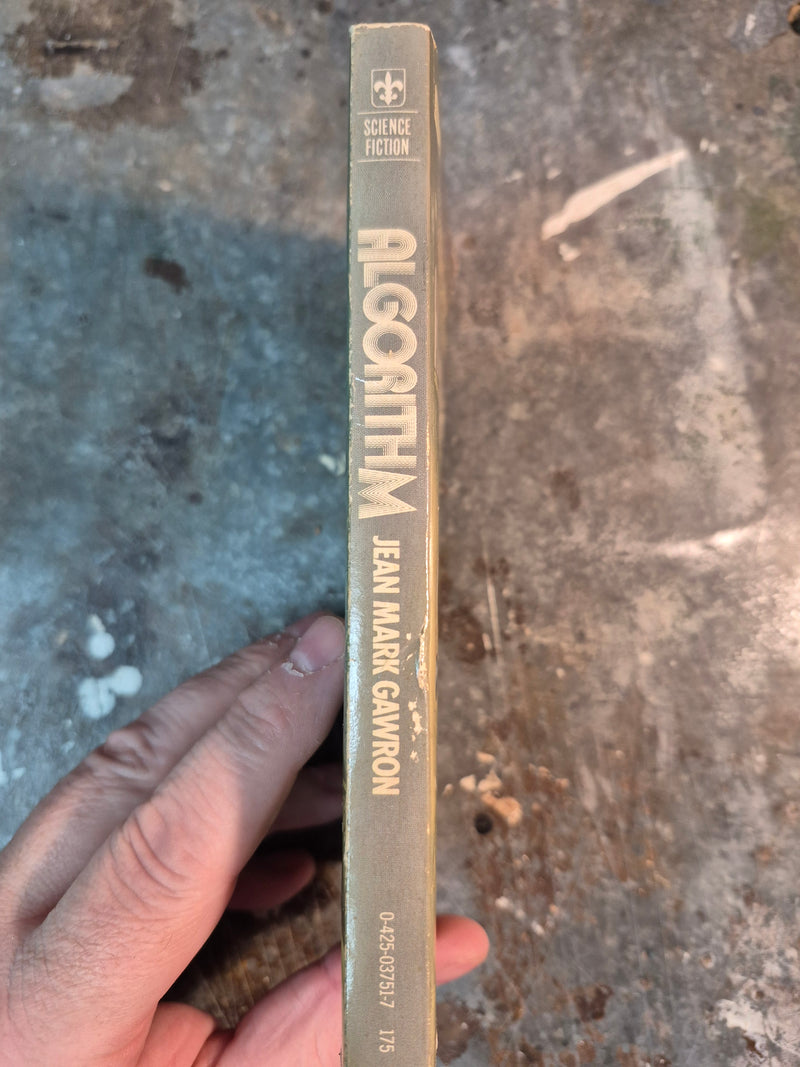 SCIENCE
FICTION
ALGORITHM
JEAN MARK GAWRON
0-425-03751-7 175